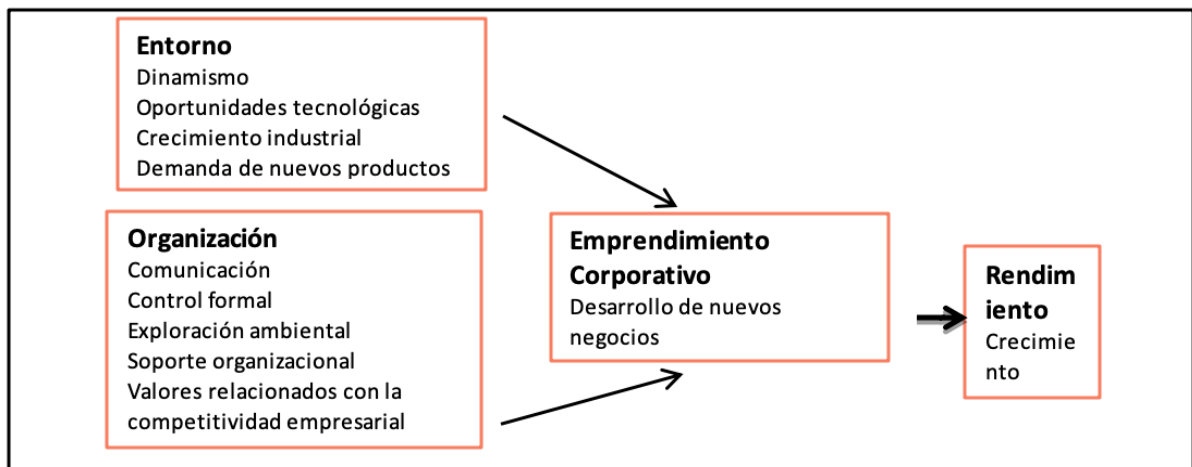 Entorno
Dinamismo
Oportunidades tecnológicas
Crecimiento industrial
Demanda de nuevos productos
Organización
Comunicación
Control formal
Exploración ambiental
Soporte organizacional
Valores relacionados con la
competitividad empresarial
Emprendimiento
Corporativo
Desarrollo de nuevos
negocios
Rendim
iento
Crecimie
nto